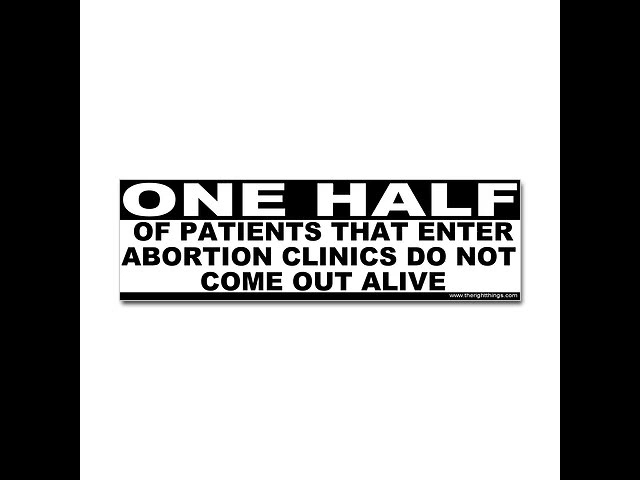 ONE HALF
OF PATIENTS THAT ENTER
ABORTION CLINICS DO NOT
COME OUT ALIVE
www.therightthings.com